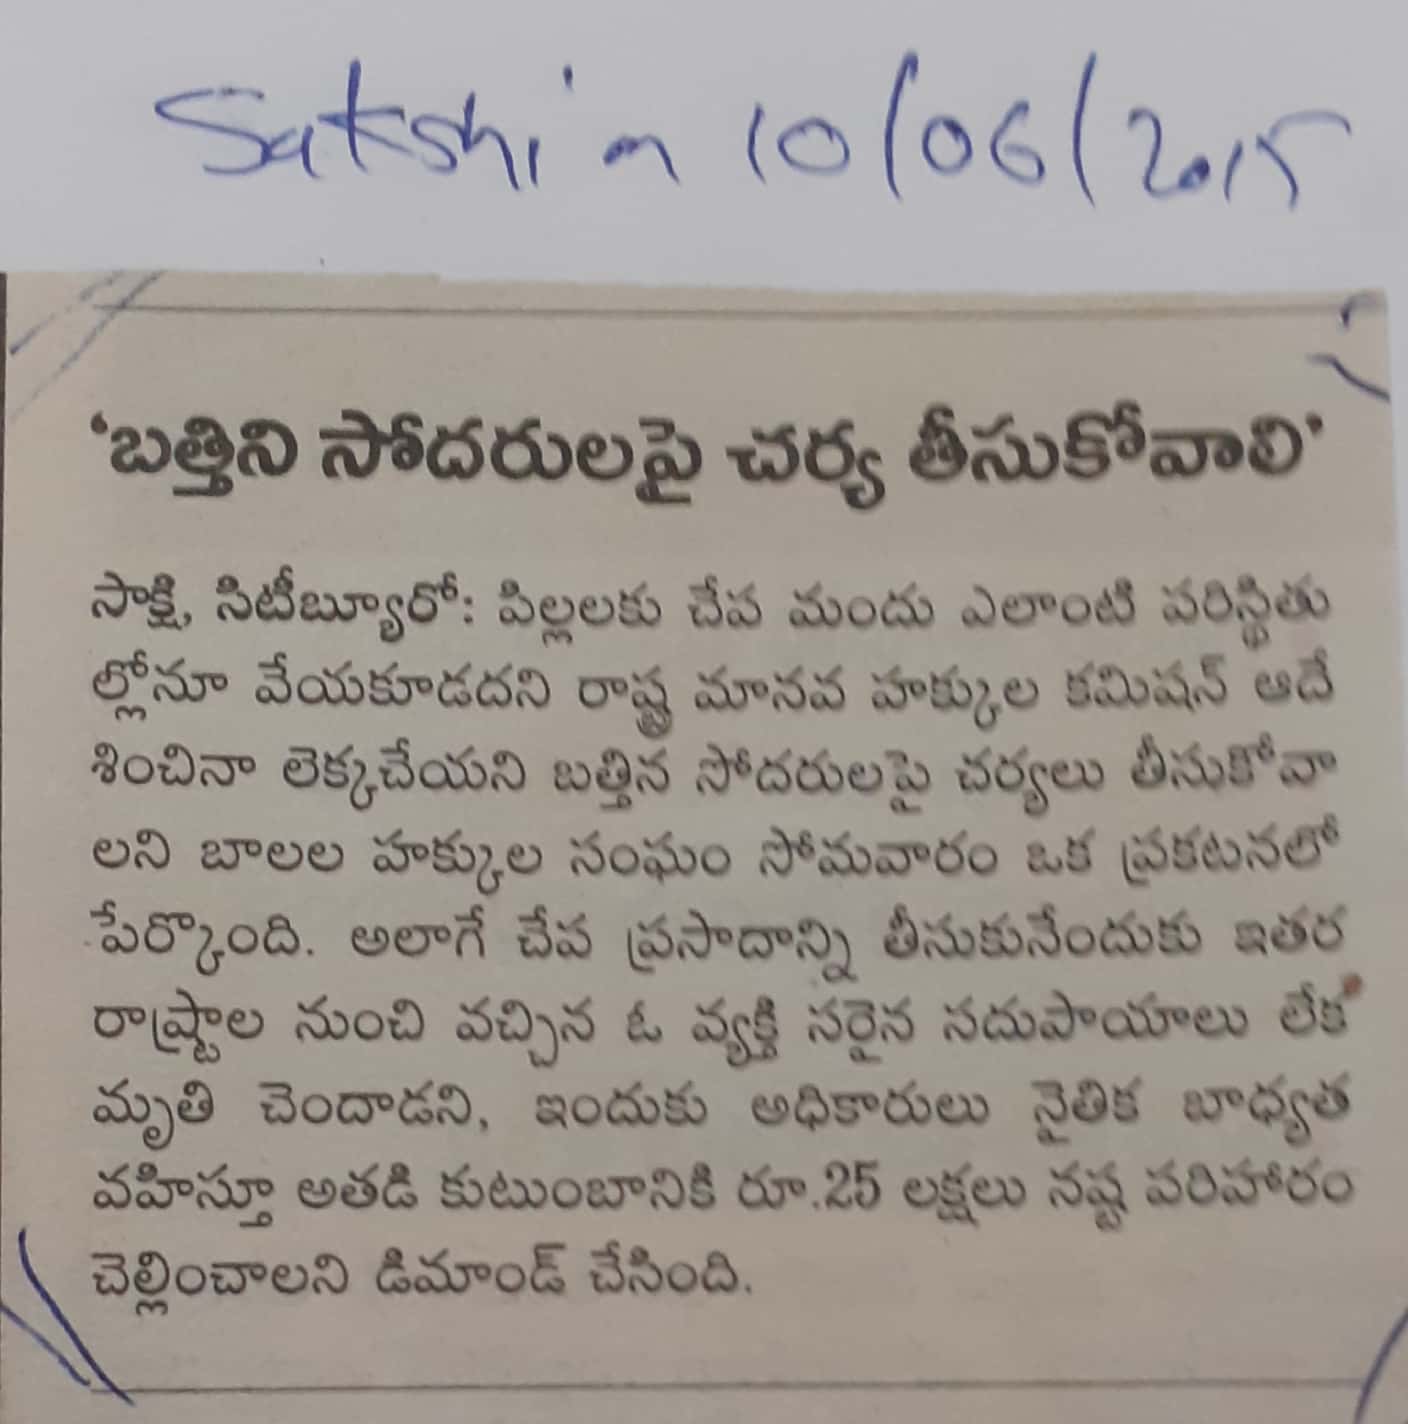 Sakshi in 10/06/2015
‘బత్తిని సోదరులపై చర్య తీసుకోవాలి’
సాక్షి, సిటీబ్యూరో: పిల్లలకు చేప మందు ఎలాంటి పరిస్థితు
ల్లోనూ వేయకూడదని రాష్ట్ర మానవ హక్కుల కమిషన్ ఆదే
శించినా లెక్కచేయని బత్తిన సోదరులపై చర్యలు తీసుకోవా
లని బాలల హక్కుల సంఘం సోమవారం ఒక ప్రకటనలో
పేర్కొంది. అలాగే చేప ప్రసాదాన్ని తీసుకునేందుకు ఇతర
రాష్ట్రాల నుంచి వచ్చిన ఓ వ్యక్తి సరైన సదుపాయాలు లేక
మృతి చెందాడని, ఇందుకు అధికారులు నైతిక బాధ్యత
వహిస్తూ అతడి కుటుంబానికి రూ.25 లక్షలు నష్ట పరిహారం
చెల్లించాలని డిమాండ్ చేసింది.